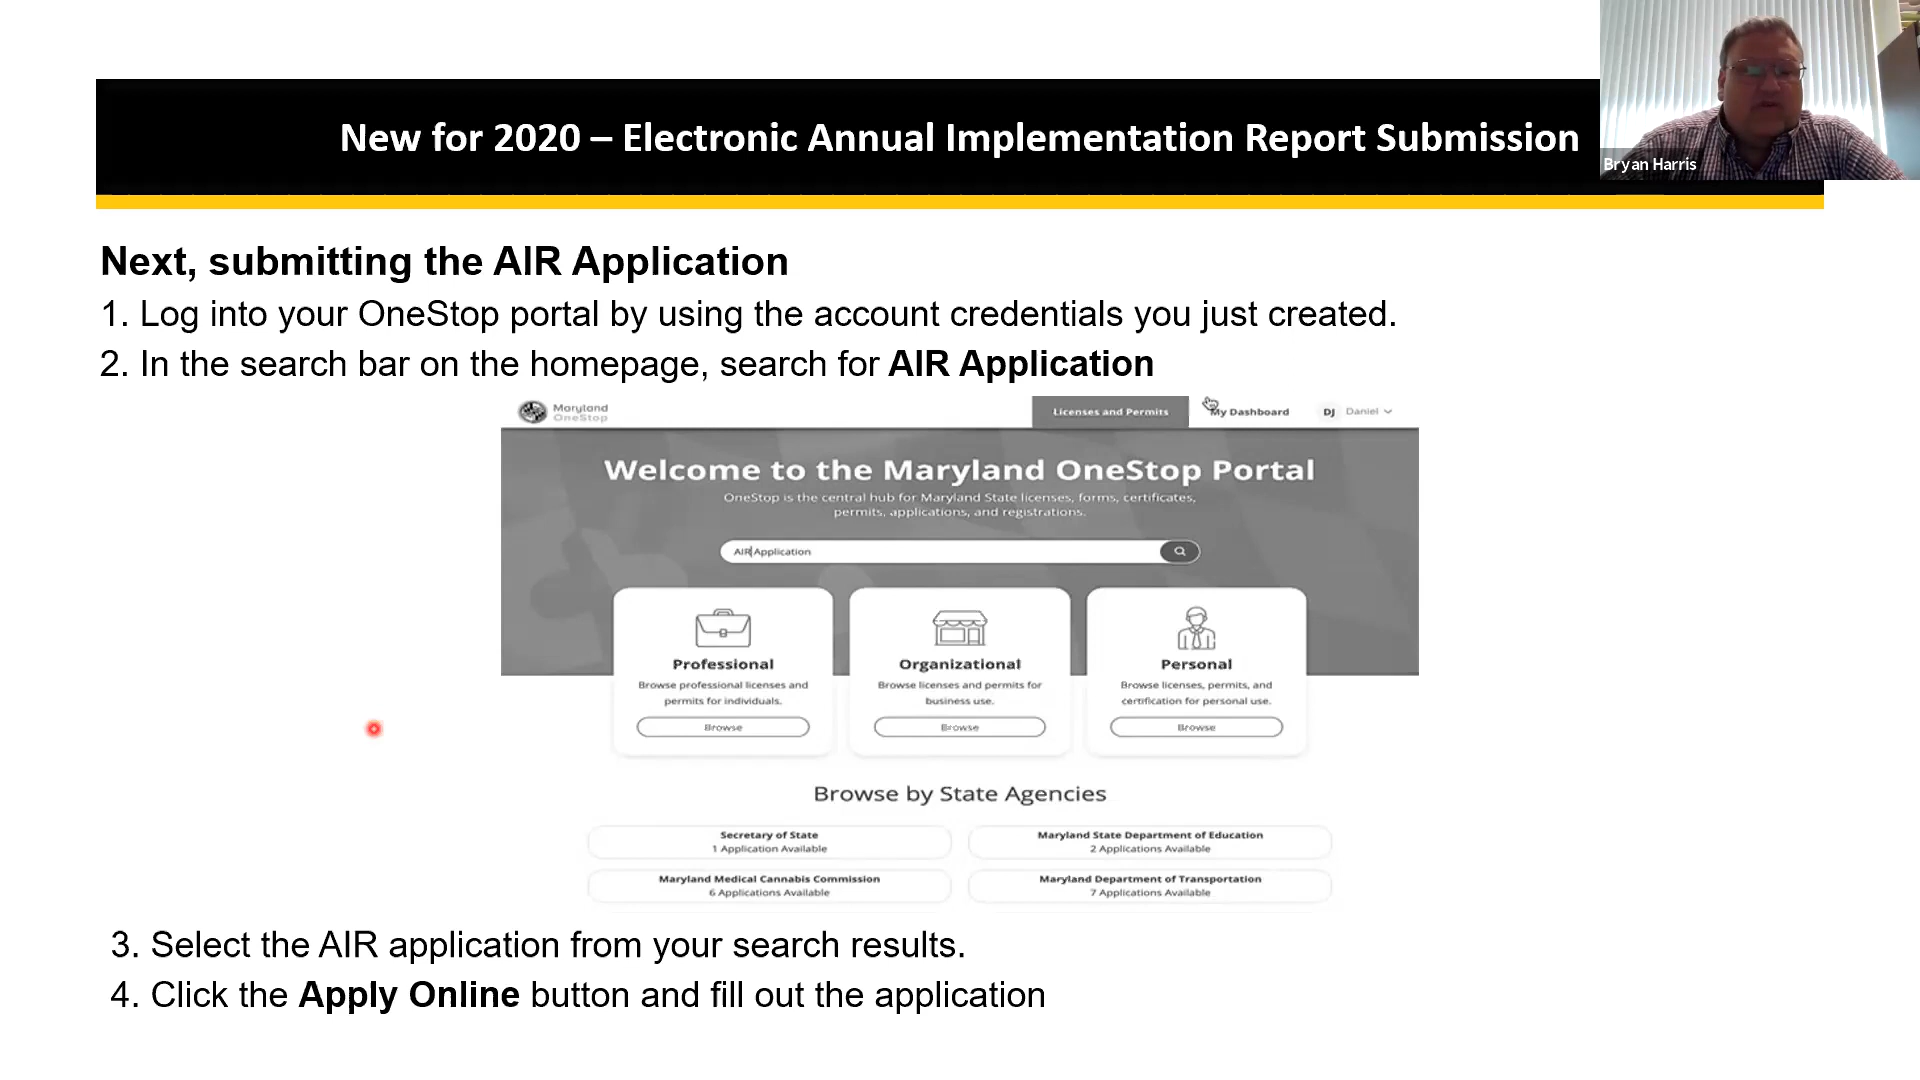 New for 2020 – Electronic Annual Implementation Report Submission
Bryan Harris
Next, submitting the AIR Application
1. Log into your OneStop portal by using the account credentials you just created.
2. In the search bar on the homepage, search for AIR Application
Maryland
OneStop
Licenses and Permits
My Dashboard
DJ Daniel
Welcome to the Maryland OneStop Portal
OneStop is the central hub for Maryland State licenses, forms, certificates,
permits, applications, and registrations.
AIR Application
Professional
Browse professional licenses and
permits for individuals.
Browse
Organizational
Browse licenses and permits for
business use.
Browse
Personal
Browse licenses, permits, and
certification for personal use.
Browse
Browse by State Agencies
Secretary of State
1 Application Available
Maryland State Department of Education
2 Applications Available
Maryland Medical Cannabis Commission
6 Applications Available
Maryland Department of Transportation
7 Applications Available
3. Select the AIR application from your search results.
4. Click the Apply Online button and fill out the application